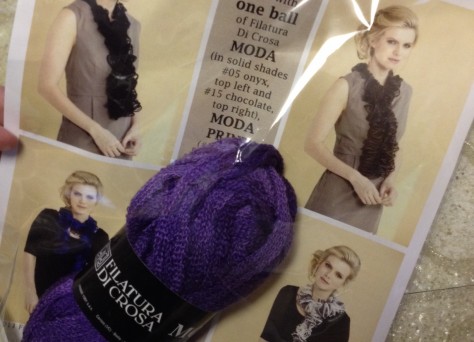 one ball
of Filatura
Di Crosa
MODA
(in solid shades
#05 onyx,
top left and
#15 chocolate,
top right),
MODA
FILATURA
DI CROSA